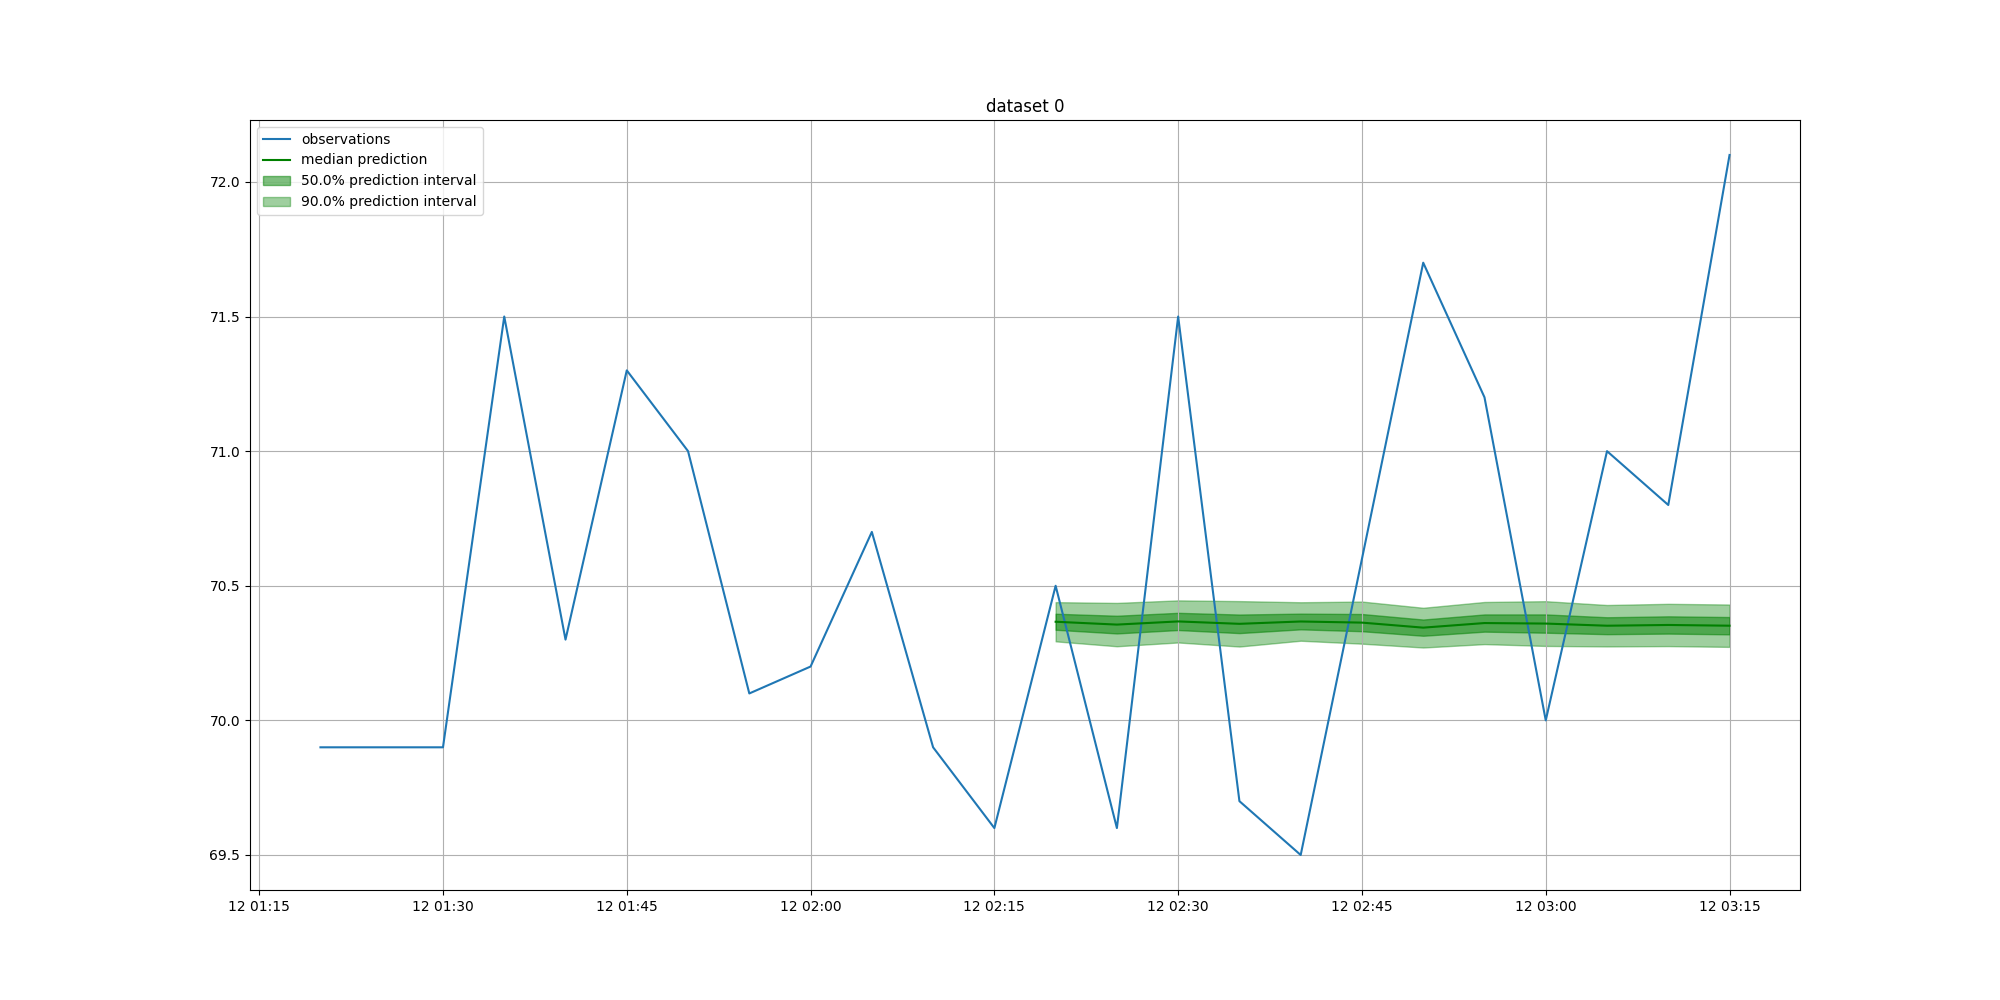 dataset 0
observations
median prediction
50.0% prediction interval
90.0% prediction interval
72.0
71.5
71.0
70.5
70.0
69.5
12 01:15 12 01:30 12 01:45 12 02:00 12 02:15 12 02:30 12 02:45 12 03:00 12 03:15